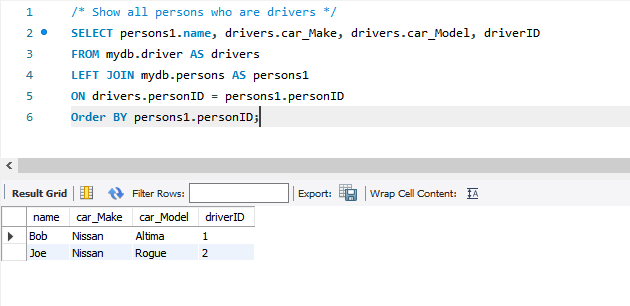 1 /* Show all persons who are drivers */
2 SELECT persons1.name, drivers.car_Make, drivers.car_Model, driverID
3 FROM mydb.driver AS drivers
4 LEFT JOIN mydb.persons AS persons1
5 ON drivers.personID = persons1.personID
6 Order BY persons1.personID;
Result Grid Filter Rows: Export: Wrap Cell Content:
name car_Make car_Model driverID
Bob Nissan Altima 1
Joe Nissan Rogue 2